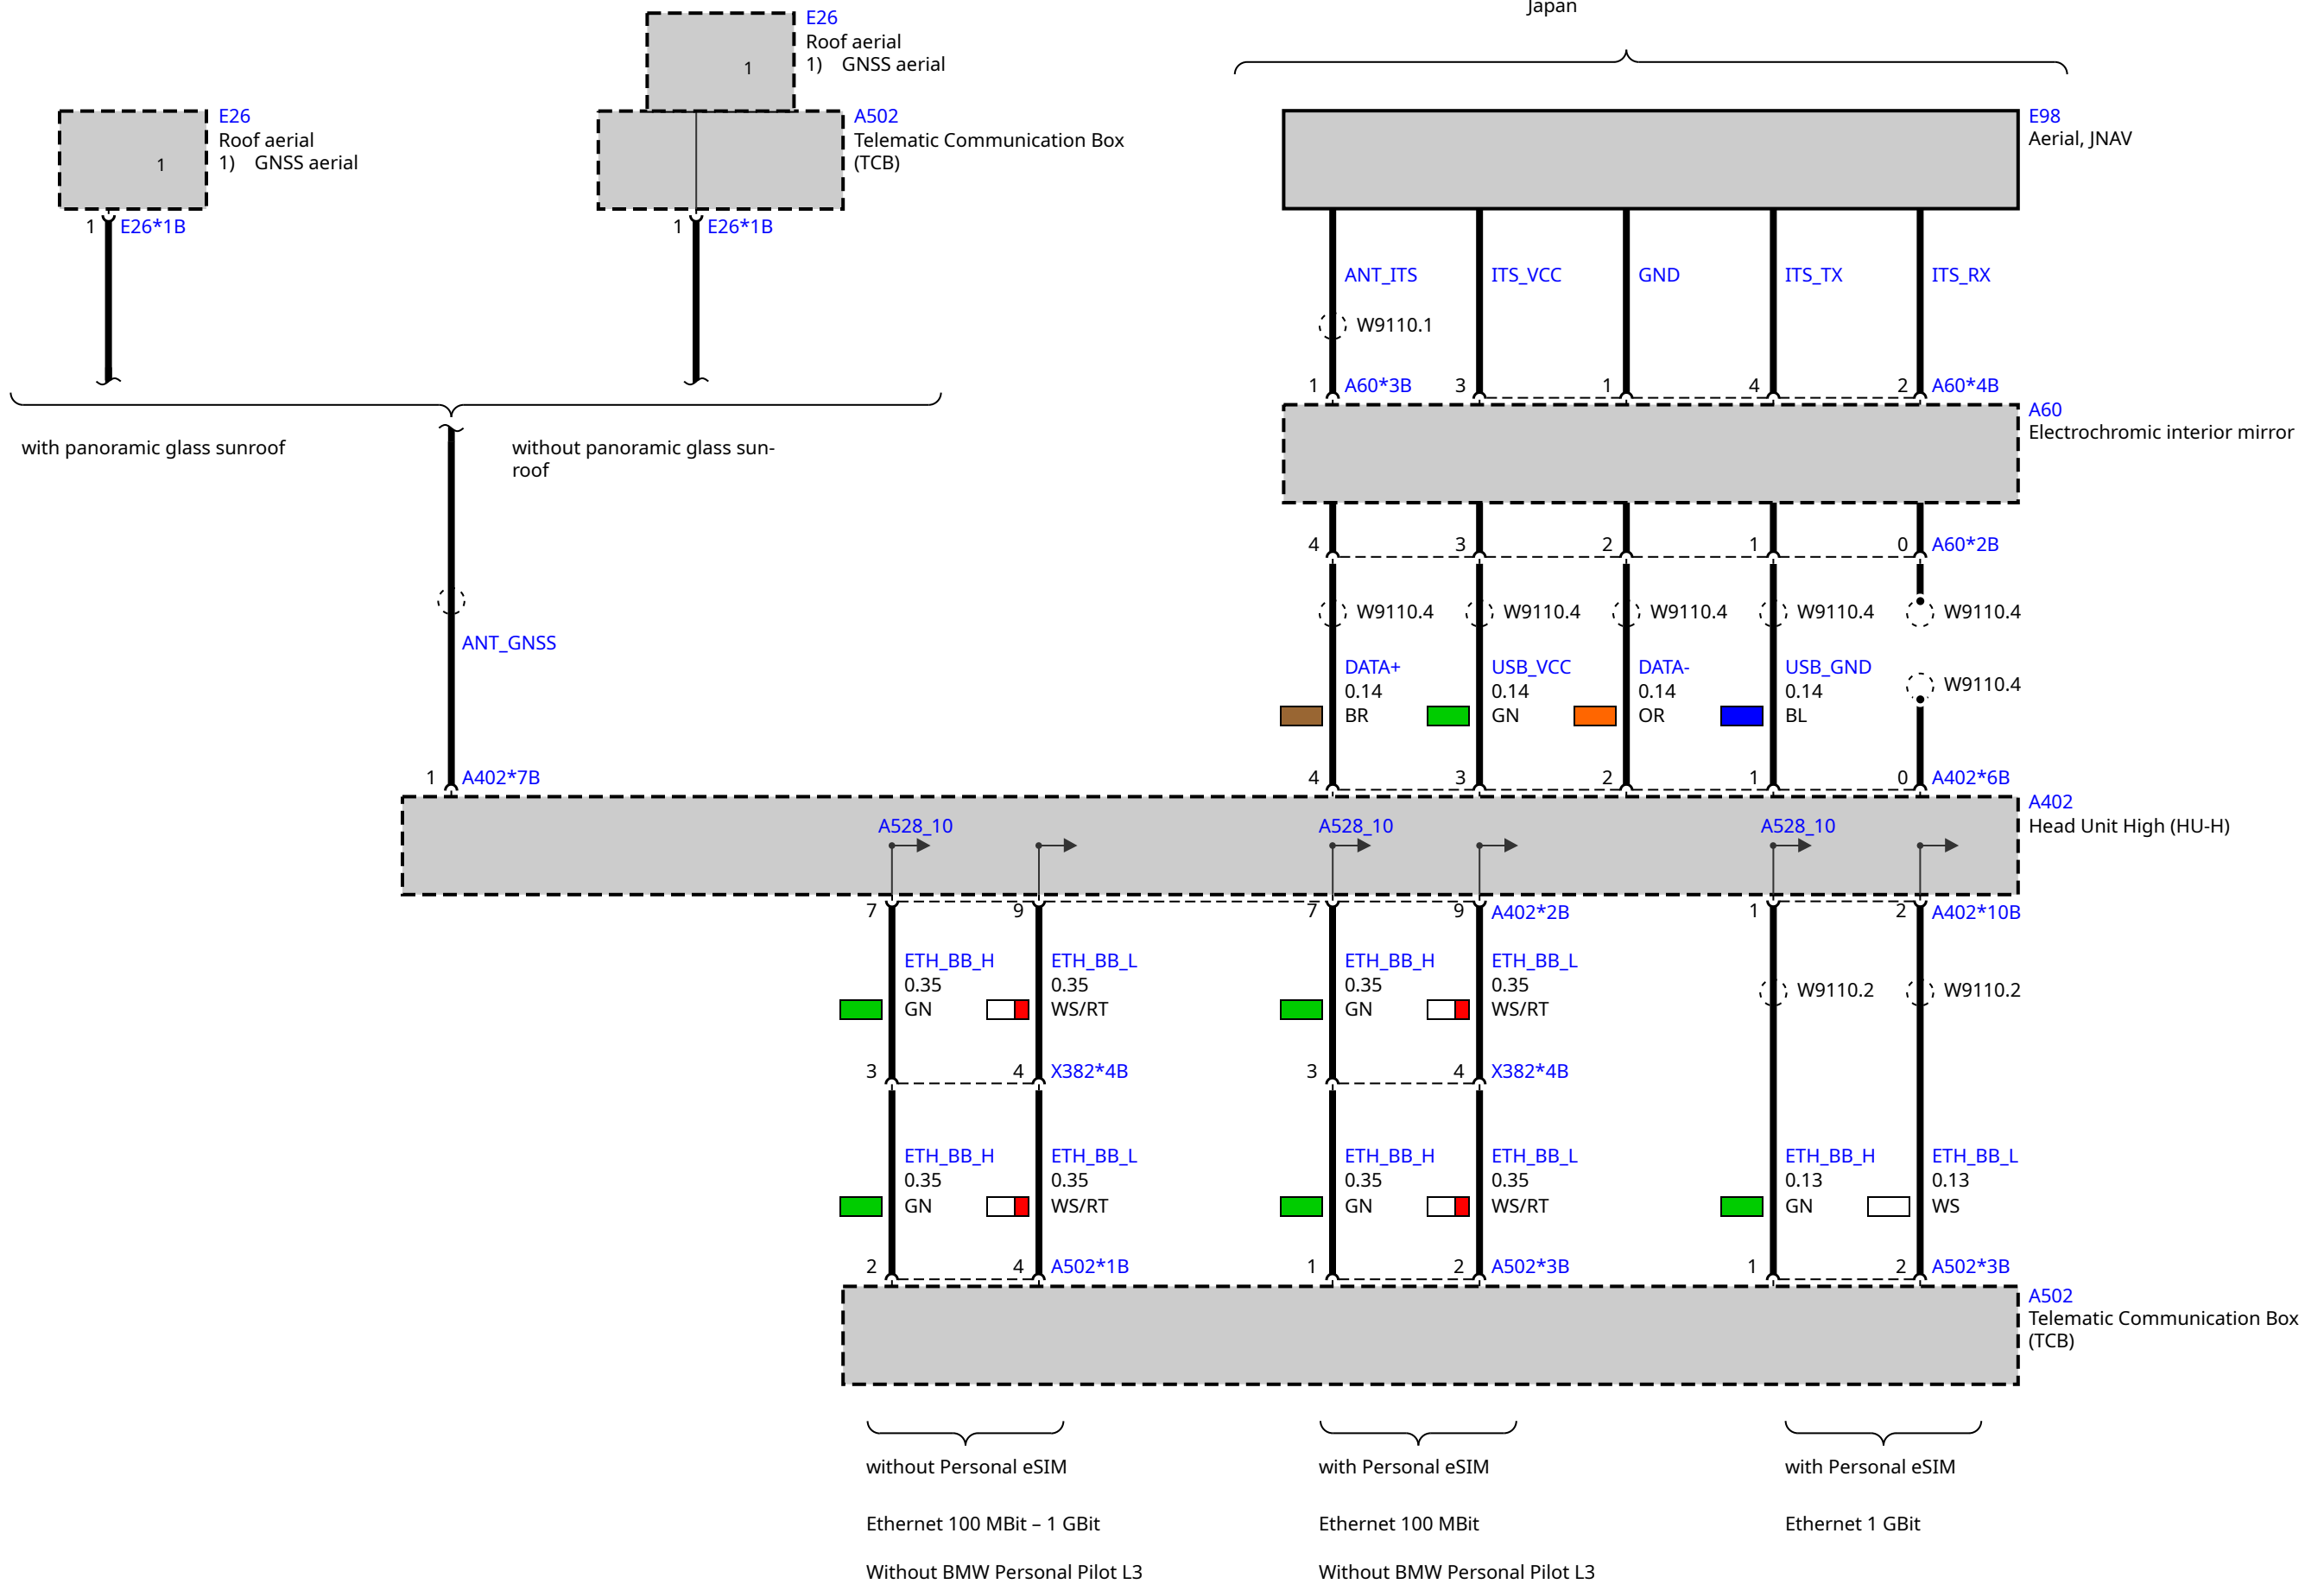 Japan
E26
Roof aerial
1) GNSS aerial
1
E26
Roof aerial
1) GNSS aerial
1
A502
Telematic Communication Box
(TCB)
E98
Aerial, JNAV
1 E26*1B
1 E26*1B
ANT_ITS
ITS_VCC
GND
ITS_TX
ITS_RX
W9110.1
1 A60*3B 3 1 4 2 A60*4B
A60
Electrochromic interior mirror
with panoramic glass sunroof
without panoramic glass sun-
roof
4 3 2 1 0 A60*2B
W9110.4 W9110.4 W9110.4 W9110.4 W9110.4
ANT_GNSS
DATA+
0.14
BR
USB_VCC
0.14
GN
DATA-
0.14
OR
USB_GND
0.14
BL
W9110.4
1 A402*7B
4 3 2 1 0 A402*6B
A402
Head Unit High (HU-H)
A528_10 A528_10 A528_10
7 9 7 9 A402*2B 1 2 A402*10B
ETH_BB_H
0.35
GN
ETH_BB_L
0.35
WS/RT
ETH_BB_H
0.35
GN
ETH_BB_L
0.35
WS/RT
W9110.2 W9110.2
3 4 X382*4B 3 4 X382*4B
ETH_BB_H
0.35
GN
ETH_BB_L
0.35
WS/RT
ETH_BB_H
0.35
GN
ETH_BB_L
0.35
WS/RT
ETH_BB_H
0.13
GN
ETH_BB_L
0.13
WS
2 4 A502*1B 1 2 A502*3B 1 2 A502*3B
A502
Telematic Communication Box
(TCB)
without Personal eSIM
Ethernet 100 MBit – 1 GBit
Without BMW Personal Pilot L3
with Personal eSIM
Ethernet 100 MBit
Without BMW Personal Pilot L3
with Personal eSIM
Ethernet 1 GBit